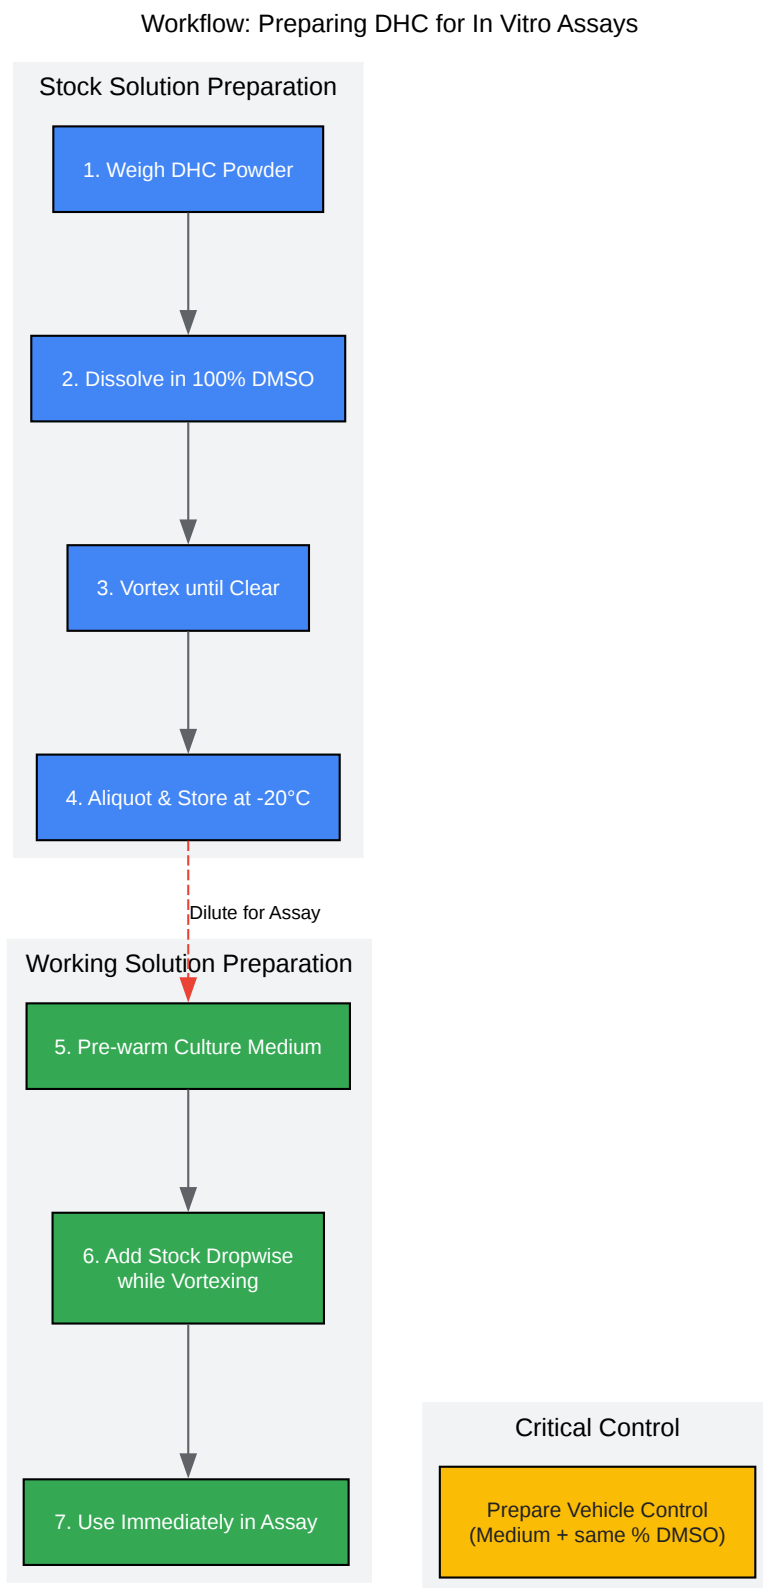 Workflow: Preparing DHC for In Vitro Assays
Stock Solution Preparation
1. Weigh DHC Powder
2. Dissolve in 100% DMSO
3. Vortex until Clear
4. Aliquot & Store at -20°C
Dilute for Assay
Working Solution Preparation
5. Pre-warm Culture Medium
6. Add Stock Dropwise
while Vortexing
7. Use Immediately in Assay
Critical Control
Prepare Vehicle Control
(Medium + same % DMSO)